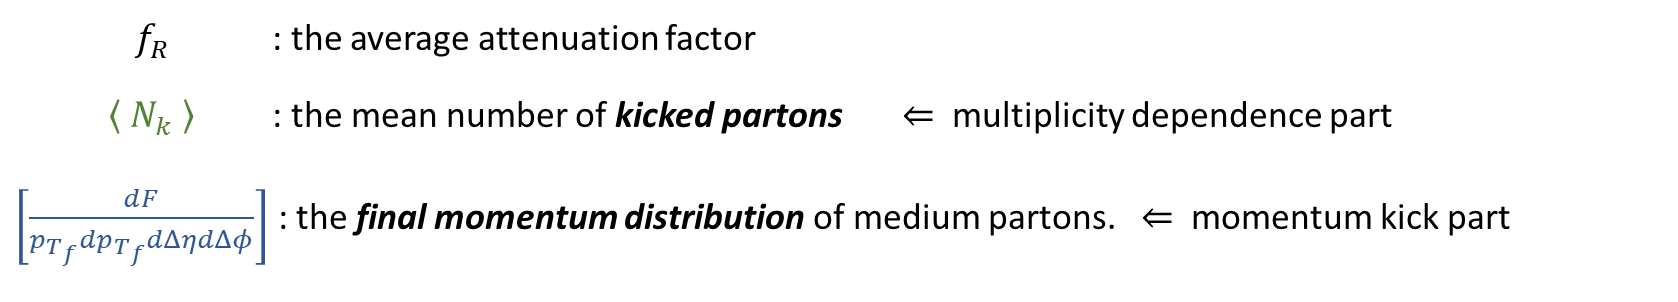 f_R : the average attenuation factor
⟨ N_k ⟩ : the mean number of kicked partons ⇐ multiplicity dependence part
[dF / p_{T_f} dp_{T_f} dΔη dΔϕ] : the final momentum distribution of medium partons. ⇐ momentum kick part